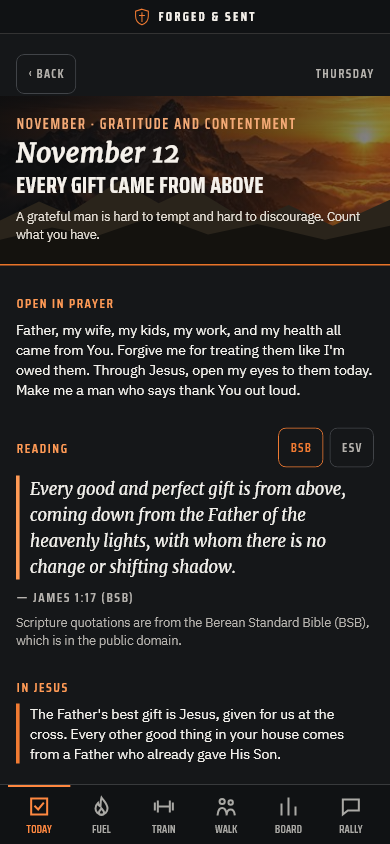 FORGED & SENT
‹ BACK
THURSDAY
NOVEMBER · GRATITUDE AND CONTENTMENT
November 12
EVERY GIFT CAME FROM ABOVE
A grateful man is hard to tempt and hard to discourage. Count
what you have.
OPEN IN PRAYER
Father, my wife, my kids, my work, and my health all
came from You. Forgive me for treating them like I'm
owed them. Through Jesus, open my eyes to them today.
Make me a man who says thank You out loud.
READING
BSB
ESV
Every good and perfect gift is from above,
coming down from the Father of the
heavenly lights, with whom there is no
change or shifting shadow.
— JAMES 1:17 (BSB)
Scripture quotations are from the Berean Standard Bible (BSB),
which is in the public domain.
IN JESUS
The Father's best gift is Jesus, given for us at the
cross. Every other good thing in your house comes
from a Father who already gave His Son.
TODAY
FUEL
TRAIN
WALK
BOARD
RALLY